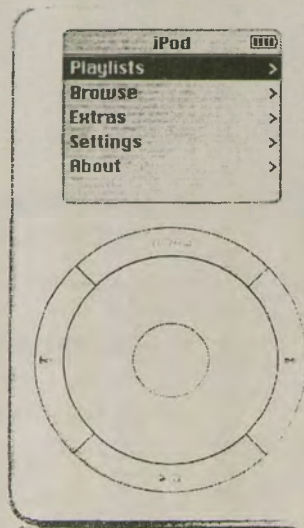 iPod
Playlists >
Browse >
Extras >
Settings >
About >